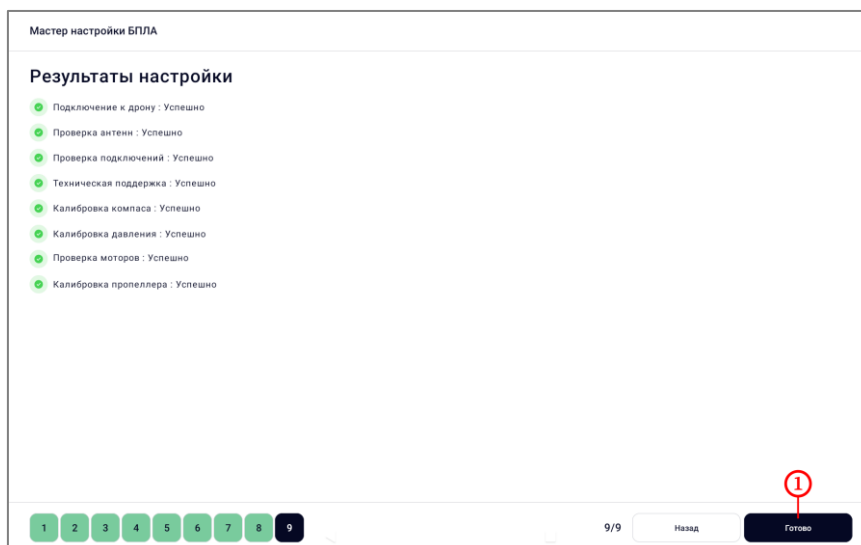 Мастер настройки БПЛА
Результаты настройки
Подключение к дрону : Успешно
Проверка антенн : Успешно
Проверка подключений : Успешно
Техническая поддержка : Успешно
Калибровка компаса : Успешно
Калибровка давления : Успешно
Проверка моторов : Успешно
Калибровка пропеллера : Успешно
1
1 2 3 4 5 6 7 8 9 9/9 Назад Готово